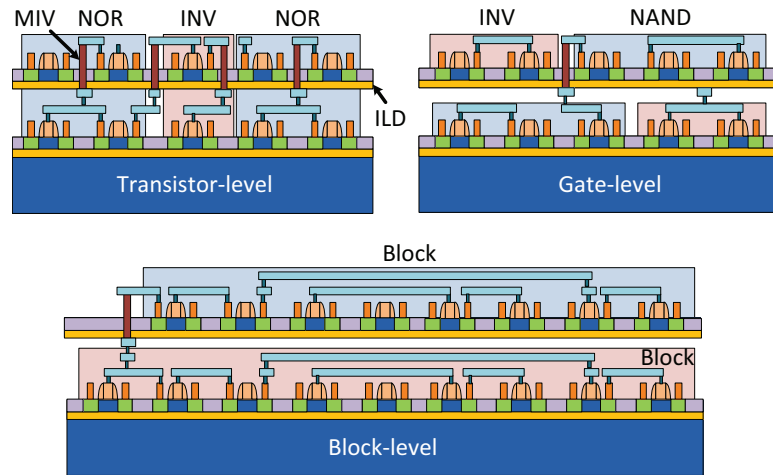 MIV NOR INV NOR
ILD
Transistor-level
INV NAND
Gate-level
Block
Block
Block-level